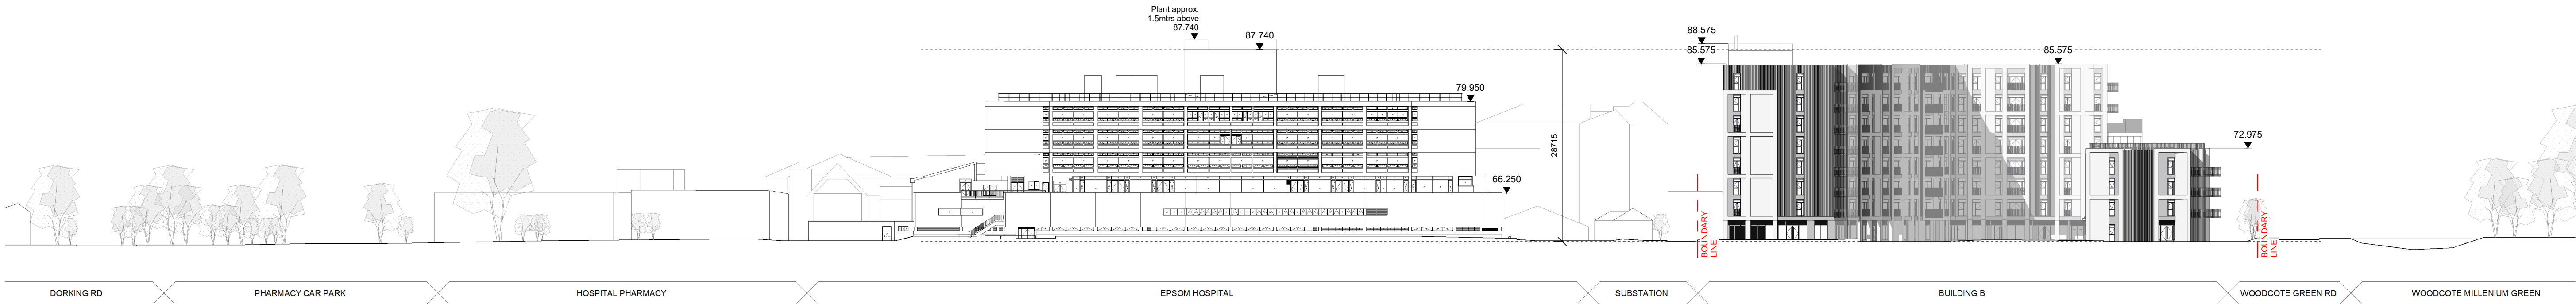 Plant approx.
1.5mtrs above
87.740
87.740
79.950
66.250
28715
88.575
85.575
85.575
72.975
BOUNDARY
LINE
BOUNDARY
LINE
DORKING RD
PHARMACY CAR PARK
HOSPITAL PHARMACY
EPSOM HOSPITAL
SUBSTATION
BUILDING B
WOODCOTE GREEN RD
WOODCOTE MILLENIUM GREEN